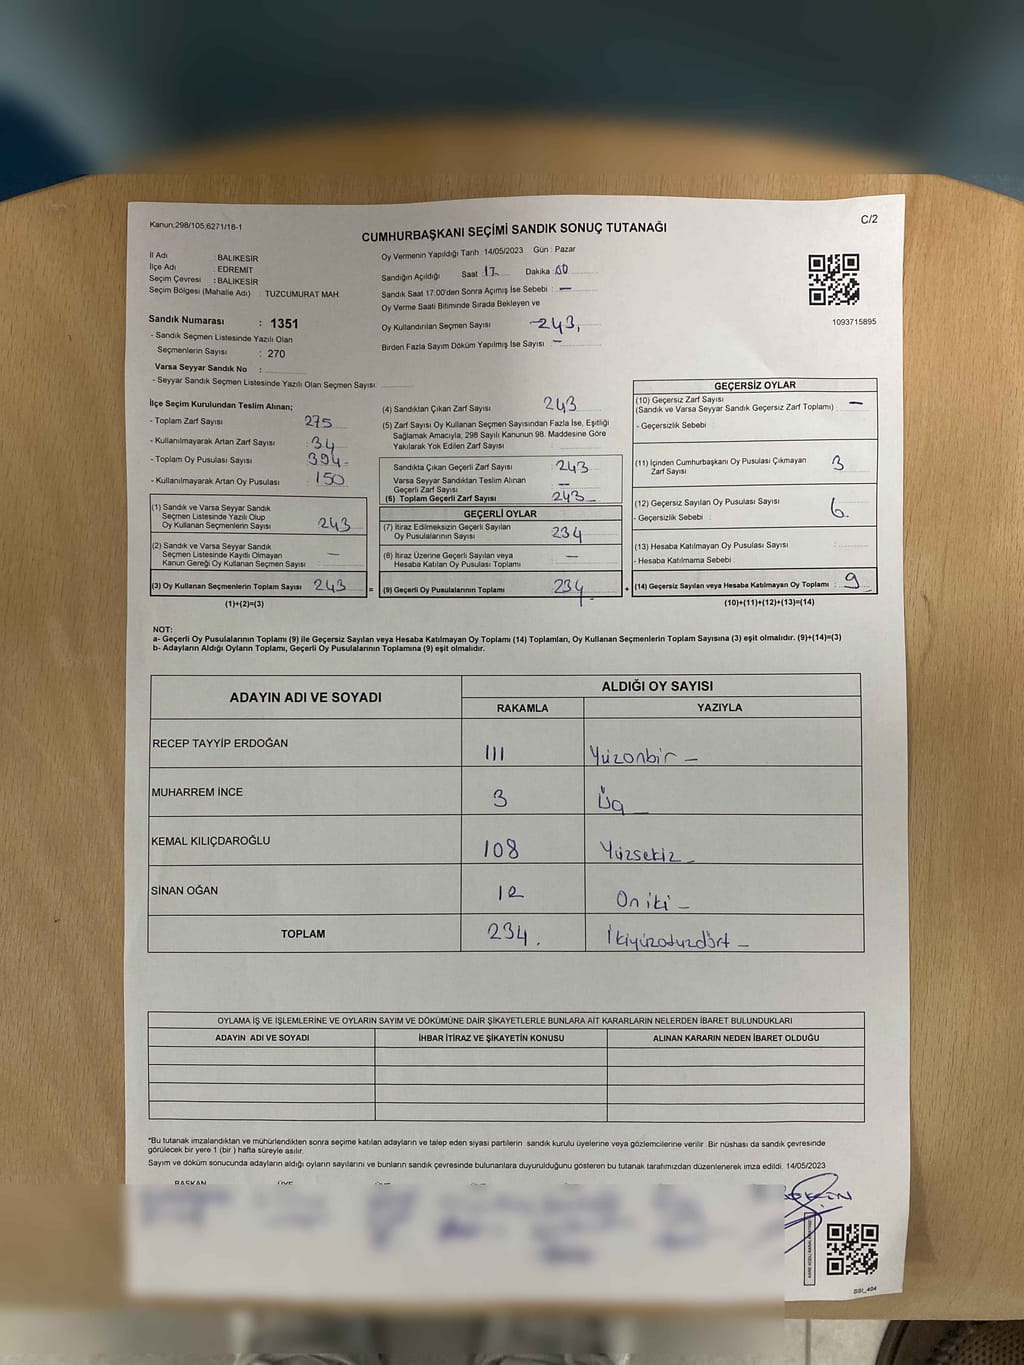 Kanun:298/105,6271/16-1
C/2
CUMHURBAŞKANI SEÇİMİ SANDIK SONUÇ TUTANAĞI
İl Adı : BALIKESİR
İlçe Adı : EDREMIT
Seçim Çevresi : BALIKESİR
Seçim Bölgesi (Mahalle Adı) : TUZCUMURAT MAH.
Sandık Numarası : 1351
- Sandık Seçmen Listesinde Yazılı Olan
Seçmenlerin Sayısı : 270
Varsa Seyyar Sandık No :
- Seyyar Sandık Seçmen Listesinde Yazılı Olan Seçmen Sayısı:
Oy Vermenin Yapıldığı Tarih : 14/05/2023 Gün : Pazar
Sandığın Açıldığı Saat 17 Dakika 00
Sandık Saat 17:00'den Sonra Açımış İse Sebebi : —
Oy Verme Saati Bitiminde Sırada Bekleyen ve
Oy Kullandırılan Seçmen Sayısı 243
Birden Fazla Sayım Döküm Yapılmış İse Sayısı : —
1093715895
İlçe Seçim Kurulundan Teslim Alınan;
- Toplam Zarf Sayısı 275
- Kullanılmayarak Artan Zarf Sayısı 34
- Toplam Oy Pusulası Sayısı 394
- Kullanılmayarak Artan Oy Pusulası 150
(1) Sandık ve Varsa Seyyar Sandık
Seçmen Listesinde Yazılı Olup
Oy Kullanan Seçmenlerin Sayısı 243
(2) Sandık ve Varsa Seyyar Sandık
Seçmen Listesinde Kayıtlı Olmayan
Kanun Gereği Oy Kullanan Seçmen Sayısı —
(3) Oy Kullanan Seçmenlerin Toplam Sayısı 243 =
(1)+(2)=(3)
(4) Sandıktan Çıkan Zarf Sayısı 243
(5) Zarf Sayısı Oy Kullanan Seçmen Sayısından Fazla İse, Eşitliği
Sağlamak Amacıyla, 298 Sayılı Kanunun 98. Maddesine Göre
Yakılarak Yok Edilen Zarf Sayısı
Sandıkta Çıkan Geçerli Zarf Sayısı 243
Varsa Seyyar Sandıktan Teslim Alınan
Geçerli Zarf Sayısı —
(6) Toplam Geçerli Zarf Sayısı 243
GEÇERLİ OYLAR
(7) İtiraz Edilmeksizin Geçerli Sayılan
Oy Pusulalarının Sayısı 234
(8) İtiraz Üzerine Geçerli Sayılan veya
Hesaba Katılan Oy Pusulası Toplamı —
(9) Geçerli Oy Pusulalarının Toplamı 234 +
GEÇERSİZ OYLAR
(10) Geçersiz Zarf Sayısı
(Sandık ve Varsa Seyyar Sandık Geçersiz Zarf Toplamı) : —
- Geçersizlik Sebebi :
(11) İçinden Cumhurbaşkanı Oy Pusulası Çıkmayan
Zarf Sayısı 3
(12) Geçersiz Sayılan Oy Pusulası Sayısı 6
- Geçersizlik Sebebi :
(13) Hesaba Katılmayan Oy Pusulası Sayısı :
- Hesaba Katılmama Sebebi :
(14) Geçersiz Sayılan veya Hesaba Katılmayan Oy Toplamı : 9
(10)+(11)+(12)+(13)=(14)
NOT:
a- Geçerli Oy Pusulalarının Toplamı (9) ile Geçersiz Sayılan veya Hesaba Katılmayan Oy Toplamı (14) Toplamları, Oy Kullanan Seçmenlerin Toplam Sayısına (3) eşit olmalıdır. (9)+(14)=(3)
b- Adayların Aldığı Oyların Toplamı, Geçerli Oy Pusulalarının Toplamına (9) eşit olmalıdır.
ADAYIN ADI VE SOYADI ALDIĞI OY SAYISI
RAKAMLA YAZIYLA
RECEP TAYYİP ERDOĞAN 111 Yüzonbir —
MUHARREM İNCE 3 Üç —
KEMAL KILIÇDAROĞLU 108 Yüzsekiz —
SİNAN OĞAN 12 On iki —
TOPLAM 234. İkiyüzotuzdört —
OYLAMA İŞ VE İŞLEMLERİNE VE OYLARIN SAYIM VE DÖKÜMÜNE DAİR ŞİKAYETLERLE BUNLARA AİT KARARLARIN NELERDEN İBARET BULUNDUKLARI
ADAYIN ADI VE SOYADI İHBAR İTİRAZ VE ŞİKAYETİN KONUSU ALINAN KARARIN NEDEN İBARET OLDUĞU
*Bu tutanak imzalandıktan ve mühürlendikten sonra seçime katılan adayların ve talep eden siyasi partilerin sandık kurulu üyelerine veya gözlemcilerine verilir. Bir nüshası da sandık çevresinde
görülecek bir yere 1 (bir ) hafta süreyle asılır.
Sayım ve döküm sonucunda adayların aldığı oyların sayılarını ve bunların sandık çevresinde bulunanlara duyurulduğunu gösteren bu tutanak tarafımızdan düzenlenerek imza edildi. 14/05/2023
BAŞKAN ÜYE ÜYE ÜYE
SSI_404